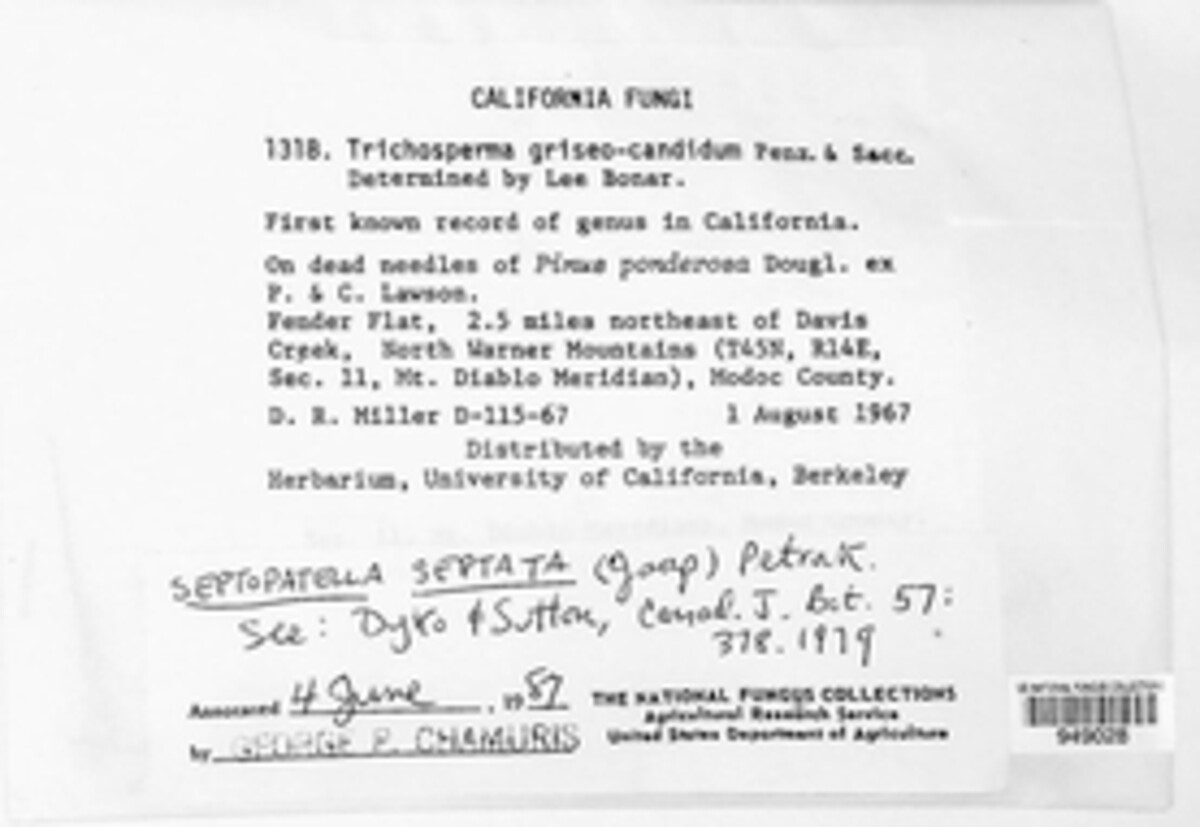 CALIFORNIA FUNGI
1318. Trichosperma griseo-candidum Penz. & Sacc.
Determined by Lee Bonar.
First known record of genus in California.
On dead needles of Pinus ponderosa Dougl. ex
P. & C. Lawson.
Fender Flat, 2.5 miles northeast of Davis
Creek, North Warner Mountains (T45N, R14E,
Sec. 11, Mt. Diablo Meridian), Modoc County.
D. R. Miller D-115-67 1 August 1967
Distributed by the
Herbarium, University of California, Berkeley
SEPTOPATELLA SEPTATA (Jaap) Petrak.
See: Dyko & Sutton, Canad. J. Bot. 57:
378. 1979
Annotated 4 June, 1987
by GEORGE P. CHAMURIS
THE NATIONAL FUNGUS COLLECTIONS
Agricultural Research Service
United States Department of Agriculture
949028